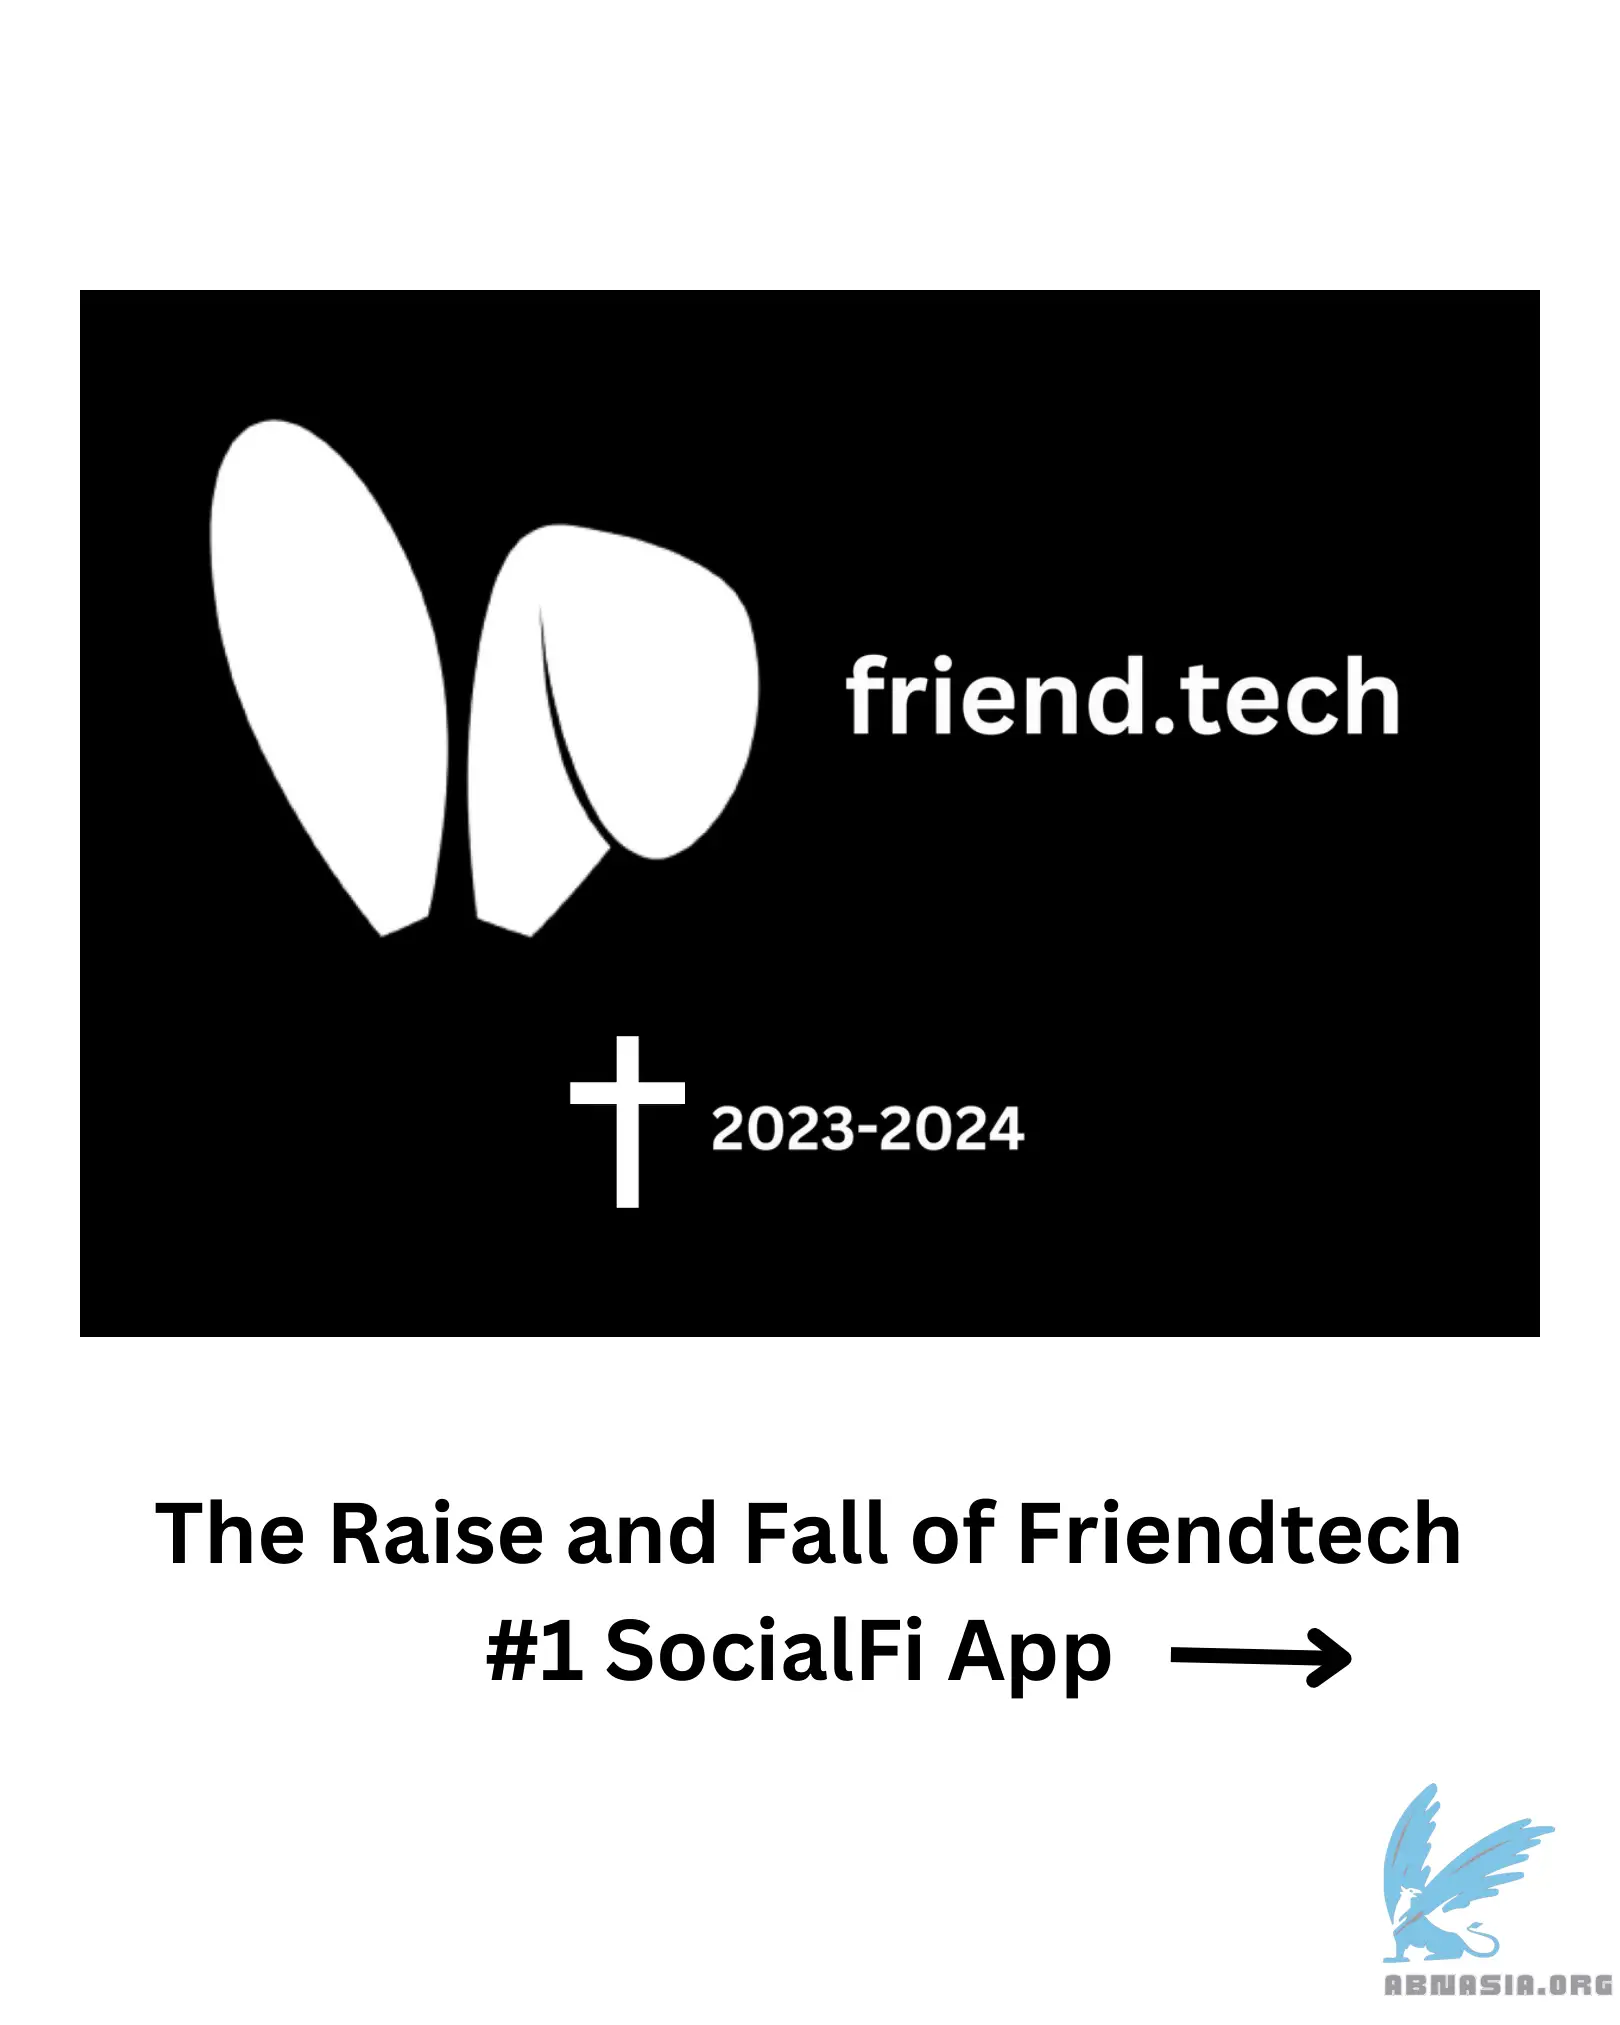 friend.tech
2023-2024
The Raise and Fall of Friendtech
#1 SocialFi App
ABNASIA.ORG